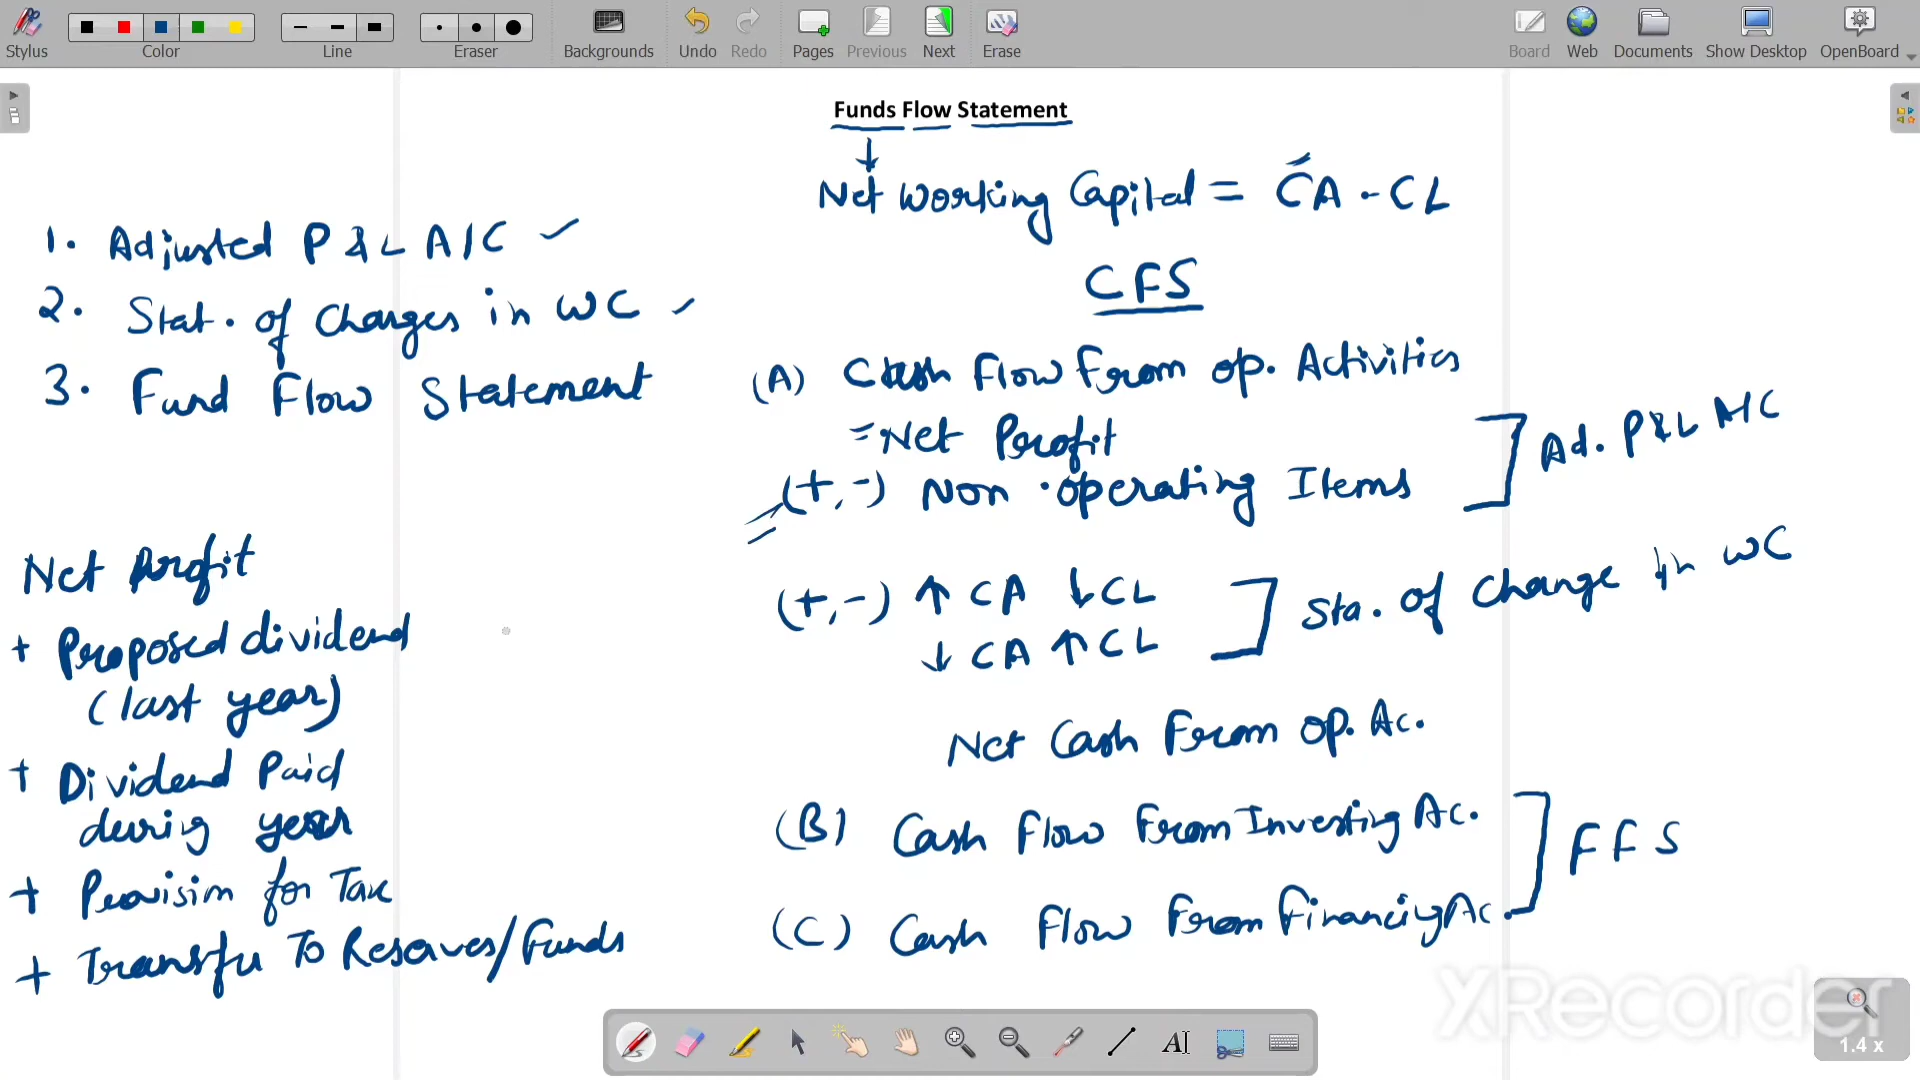 Stylus
Color
Line
Eraser
Backgrounds
Undo
Redo
Pages
Previous
Next
Erase
Board
Web
Documents
Show Desktop
OpenBoard
Funds Flow Statement
Net Working Capital = CA - CL
1. Adjusted P & L A/C ✓
2. Stat. of Changes in WC ✓
3. Fund Flow Statement
CFS
(A) Cash Flow From op. Activities
= Net Profit
(+,-) Non operating Items
Ad. P&L A/C
(+,-) ↑ CA ↓ CL
↓ CA ↑ CL
Sta. of change in WC
Net Cash From op. Ac.
(B) Cash Flow From Investing Ac.
(C) Cash Flow From Financing Ac.
FFS
Net profit
+ Proposed dividend
(last year)
+ Dividend Paid
during year
+ Provision for Tax
+ Transfer To Reserves/Funds
XRecorder
1.4 x